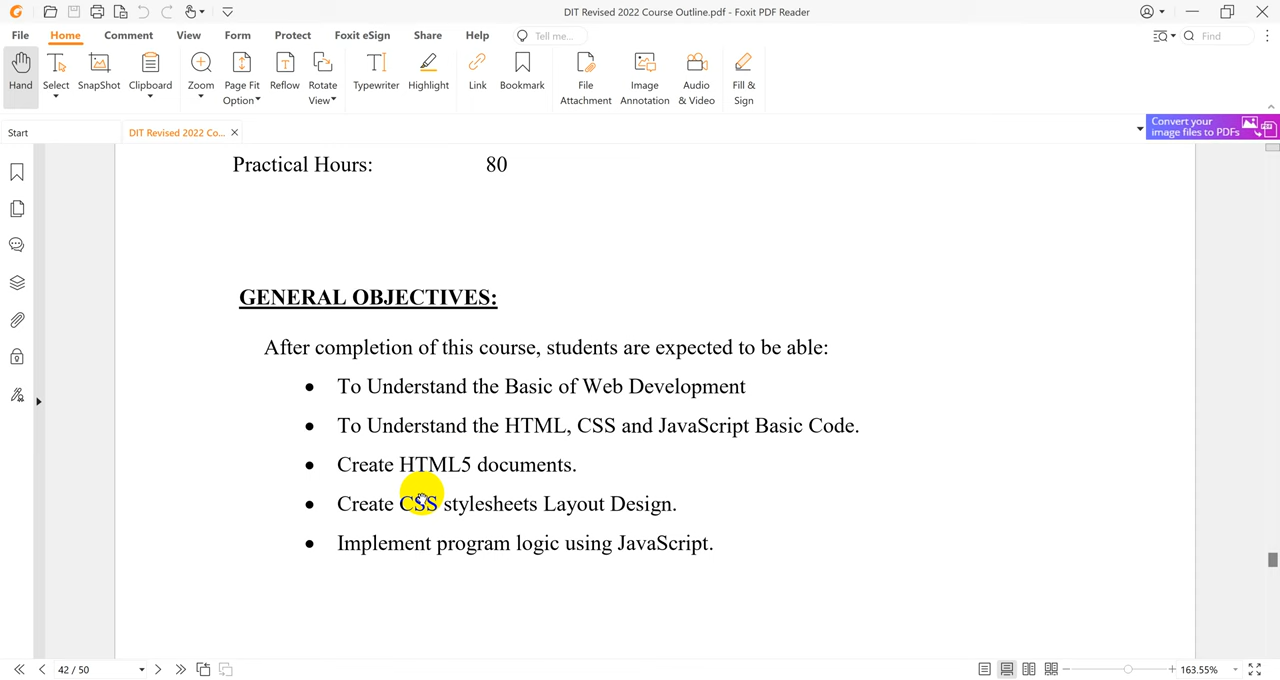 DIT Revised 2022 Course Outline.pdf - Foxit PDF Reader
File Home Comment View Form Protect Foxit eSign Share Help Tell me... Find
Hand Select SnapShot Clipboard Zoom Page Fit Option Reflow Rotate View Typewriter Highlight Link Bookmark File Attachment Image Annotation Audio & Video Fill & Sign
Start DIT Revised 2022 Co...
Convert your
image files to PDFs
Practical Hours: 80
GENERAL OBJECTIVES:
After completion of this course, students are expected to be able:
• To Understand the Basic of Web Development
• To Understand the HTML, CSS and JavaScript Basic Code.
• Create HTML5 documents.
• Create CSS stylesheets Layout Design.
• Implement program logic using JavaScript.
42 / 50
163.55%